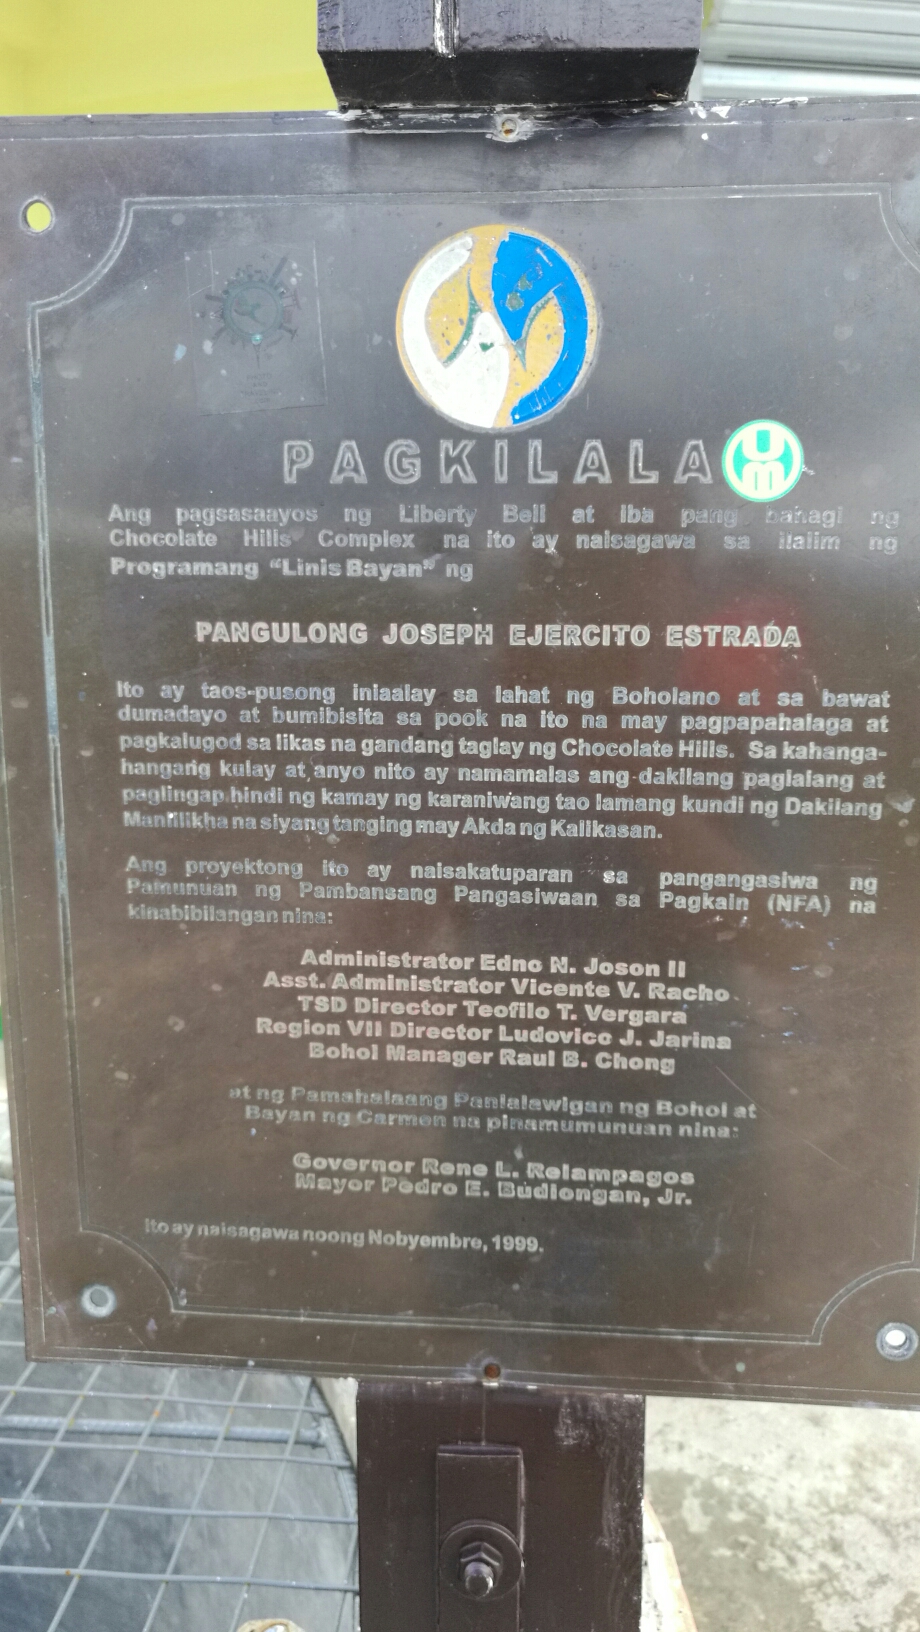 PAGKILALA
UM
Ang pagsasaayos ng Liberty Bell at iba pang bahagi ng
Chocolate Hills Complex na ito ay naisagawa sa ilalim ng
Programang "Linis Bayan" ng
PANGULONG JOSEPH EJERCITO ESTRADA
Ito ay taos-pusong iniaalay sa lahat ng Boholano at sa bawat
dumadayo at bumibisita sa pook na ito na may pagpapahalaga at
pagkalugod sa likas na gandang taglay ng Chocolate Hills. Sa kahanga-
hangang kulay at anyo nito ay namamalas ang dakilang paglalang at
paglingap hindi ng kamay ng karaniwang tao lamang kundi ng Dakilang
Manlilikha na siyang tanging may Akda ng Kalikasan.
Ang proyektong ito ay naisakatuparan sa pangangasiwa ng
Pamunuan ng Pambansang Pangasiwaan sa Pagkain (NFA) na
kinabibilangan nina:
Administrator Edno N. Joson II
Asst. Administrator Vicente V. Racho
TSD Director Teofilo T. Vergara
Region VII Director Ludovico J. Jarina
Bohol Manager Raul B. Chong
at ng Pamahalaang Panlalawigan ng Bohol at
Bayan ng Carmen na pinamumunuan nina:
Governor Rene L. Relampagos
Mayor Pedro E. Budiongan, Jr.
Ito ay naisagawa noong Nobyembre, 1999.